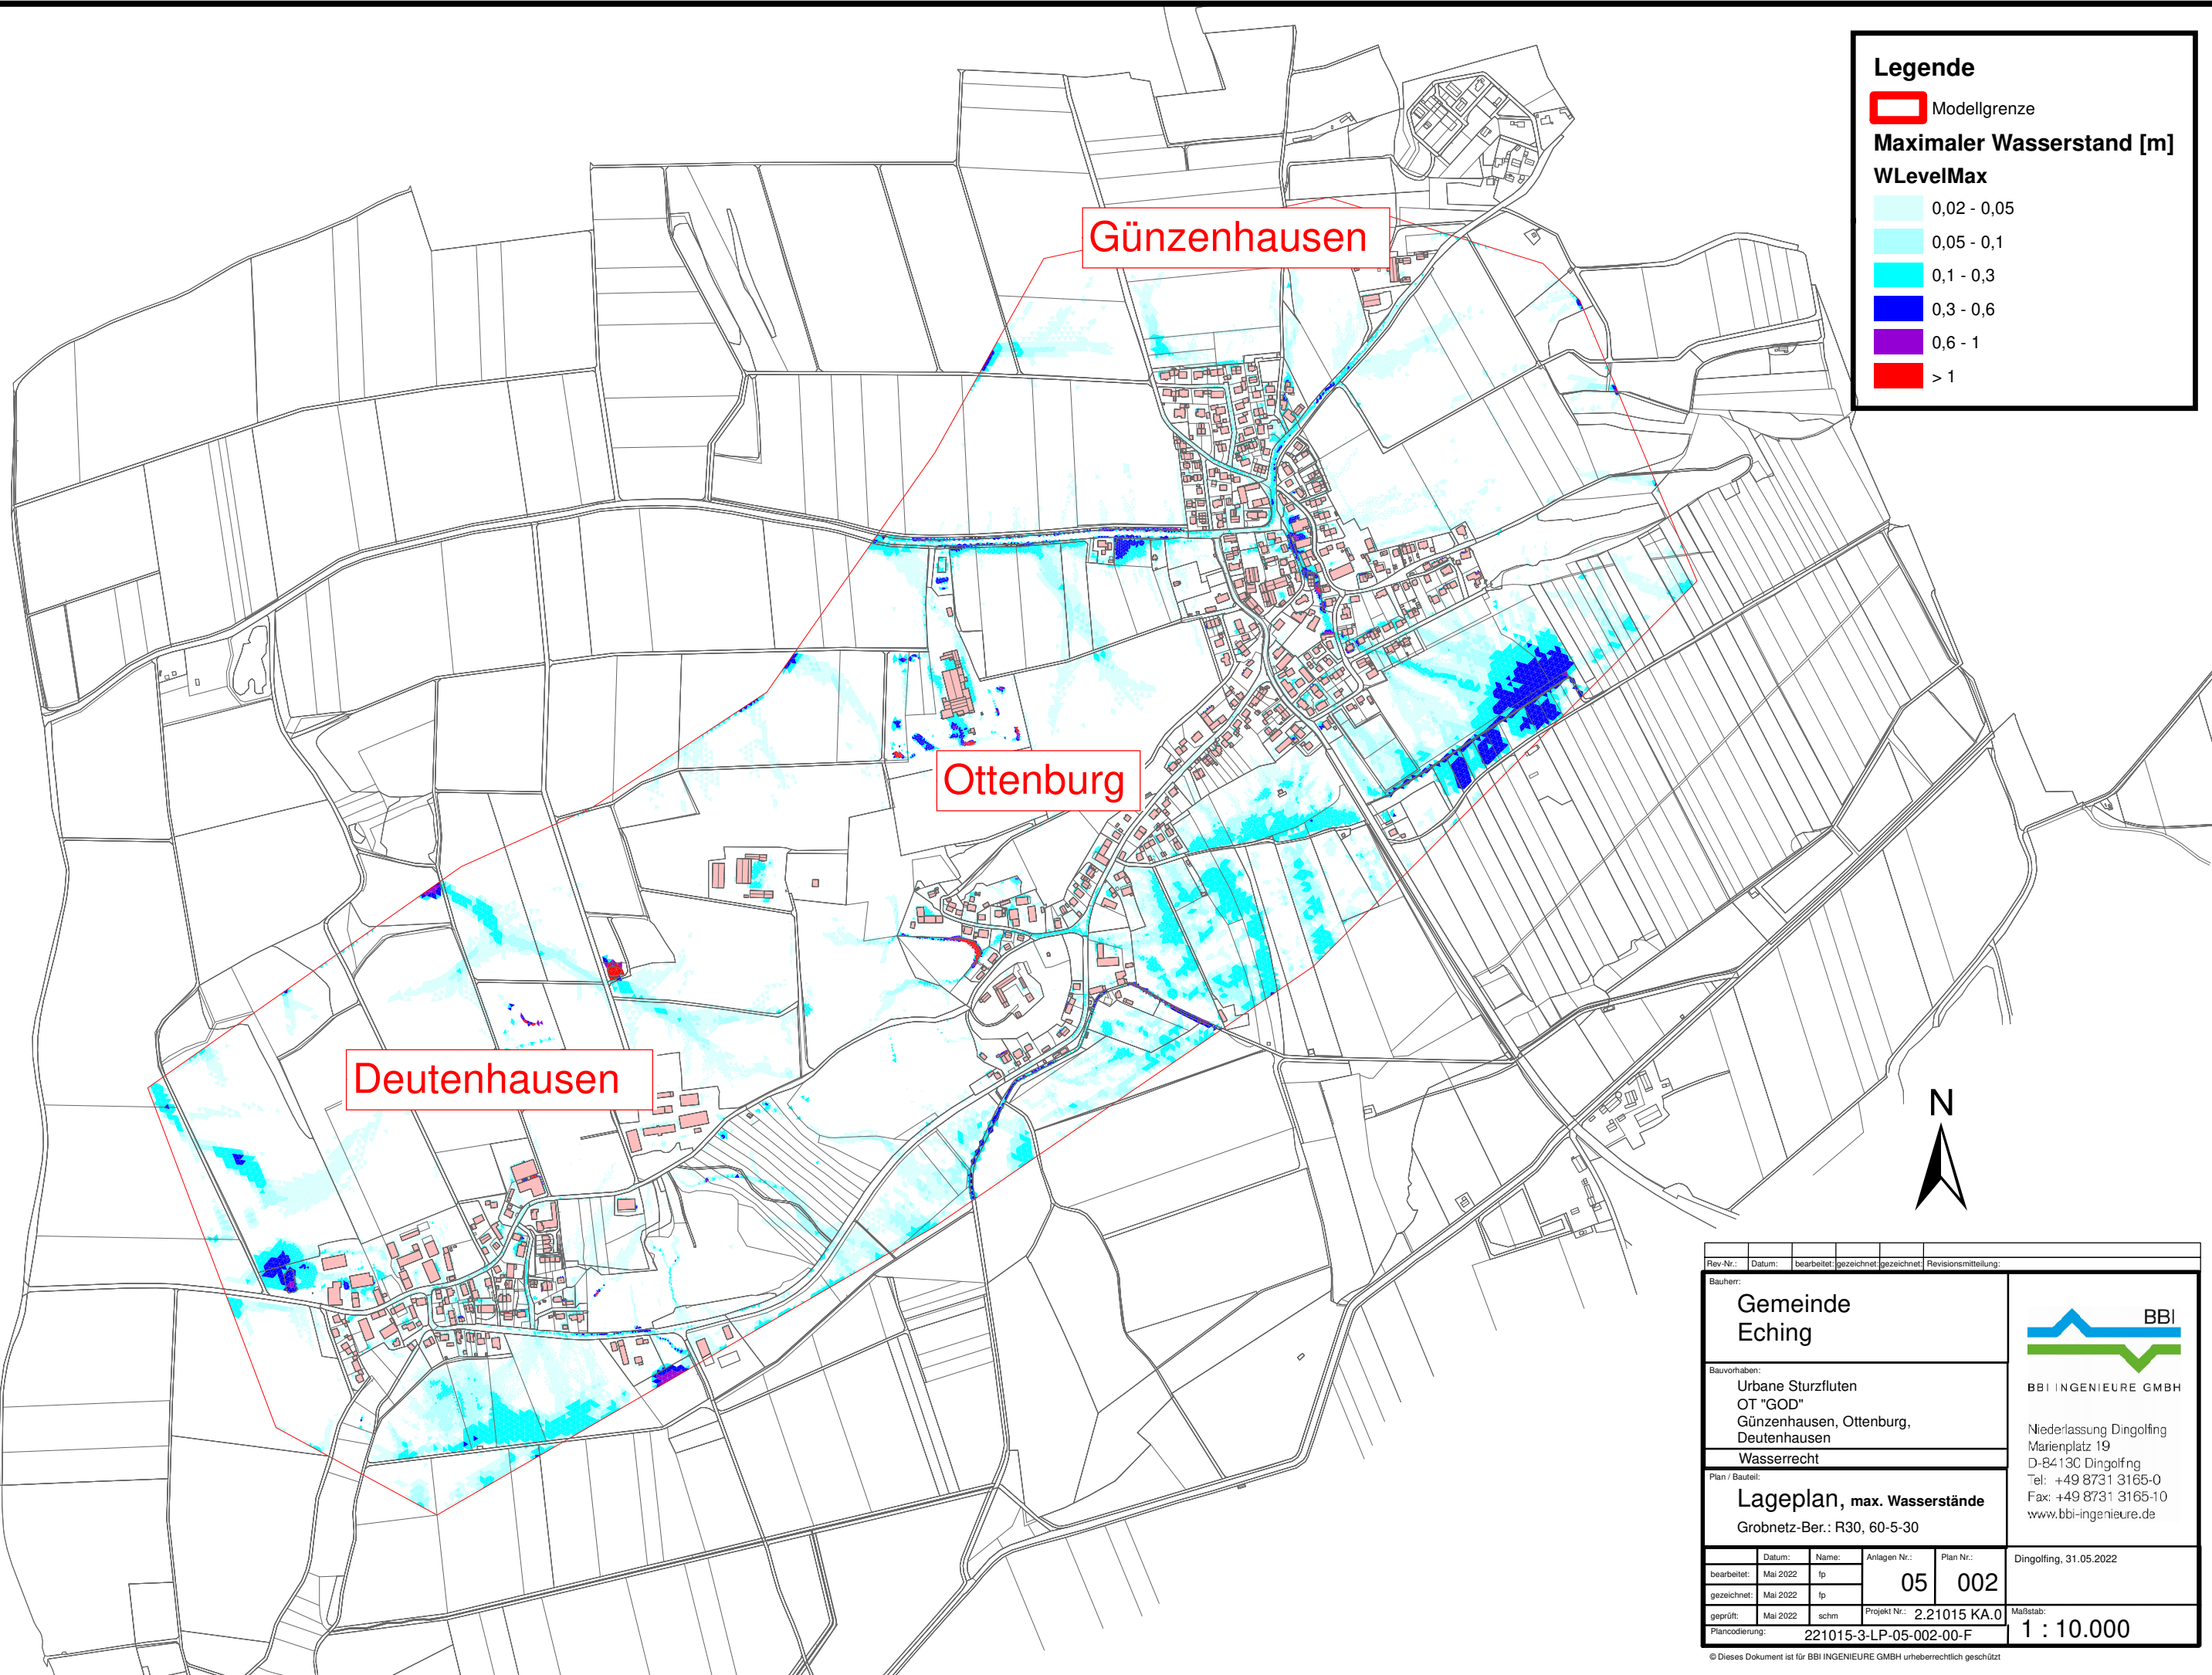 Legende
Modellgrenze
Maximaler Wasserstand [m]
WLevelMax
0,02 - 0,05
0,05 - 0,1
0,1 - 0,3
0,3 - 0,6
0,6 - 1
> 1
Günzenhausen
Ottenburg
Deutenhausen
N
Rev-Nr.: Datum: bearbeitet: gezeichnet: gezeichnet: Revisionsmitteilung:
Bauherr:
Gemeinde
Eching
BBI
BBI INGENIEURE GMBH
Bauvorhaben:
Urbane Sturzfluten
OT "GOD"
Günzenhausen, Ottenburg,
Deutenhausen
Wasserrecht
Niederlassung Dingolfing
Marienplatz 19
D-84130 Dingolfing
Tel: +49 8731 3165-0
Fax: +49 8731 3165-10
www.bbi-ingenieure.de
Plan / Bauteil:
Lageplan, max. Wasserstände
Grobnetz-Ber.: R30, 60-5-30
Datum: Name: Anlagen Nr.: Plan Nr.:
Dingolfing, 31.05.2022
bearbeitet: Mai 2022 fp
05 002
gezeichnet: Mai 2022 fp
geprüft: Mai 2022 schm Projekt Nr.: 2.21015 KA.0
Maßstab:
1 : 10.000
Plancodierung: 221015-3-LP-05-002-00-F
© Dieses Dokument ist für BBI INGENIEURE GMBH urheberrechtlich geschützt